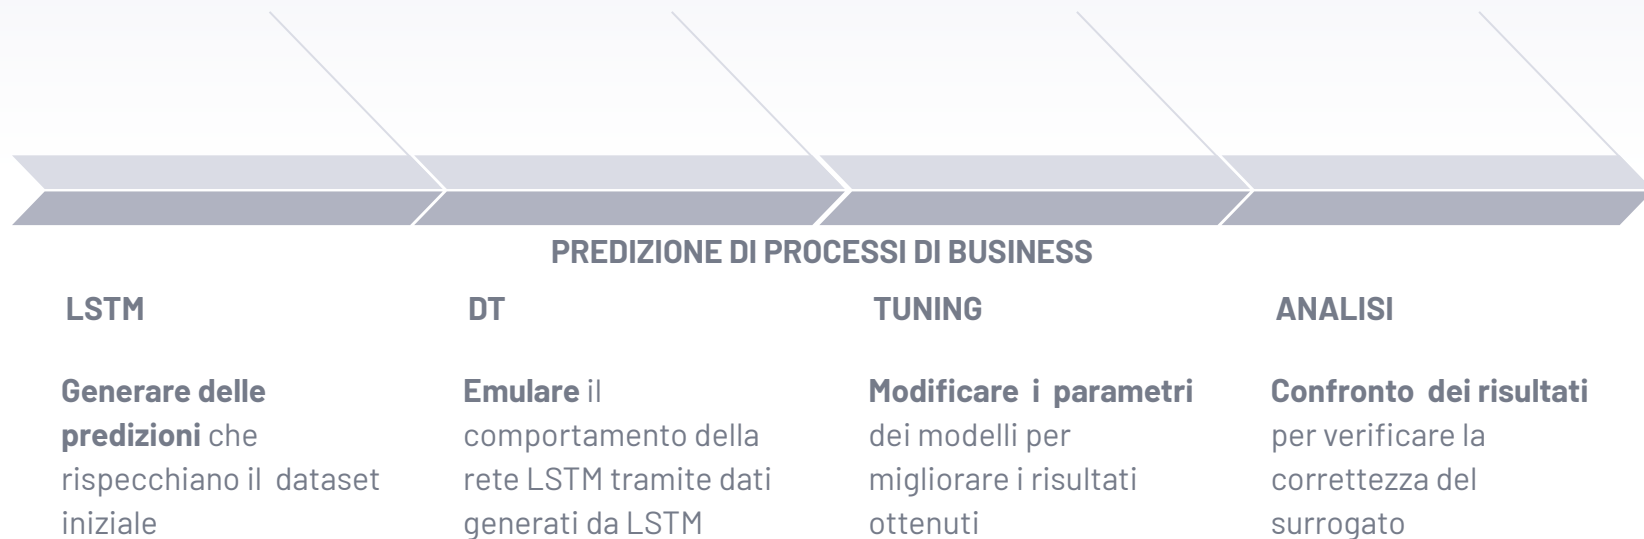 PREDIZIONE DI PROCESSI DI BUSINESS
LSTM
Generare delle
predizioni che
rispecchiano il dataset
iniziale
DT
Emulare il
comportamento della
rete LSTM tramite dati
generati da LSTM
TUNING
Modificare i parametri
dei modelli per
migliorare i risultati
ottenuti
ANALISI
Confronto dei risultati
per verificare la
correttezza del
surrogato